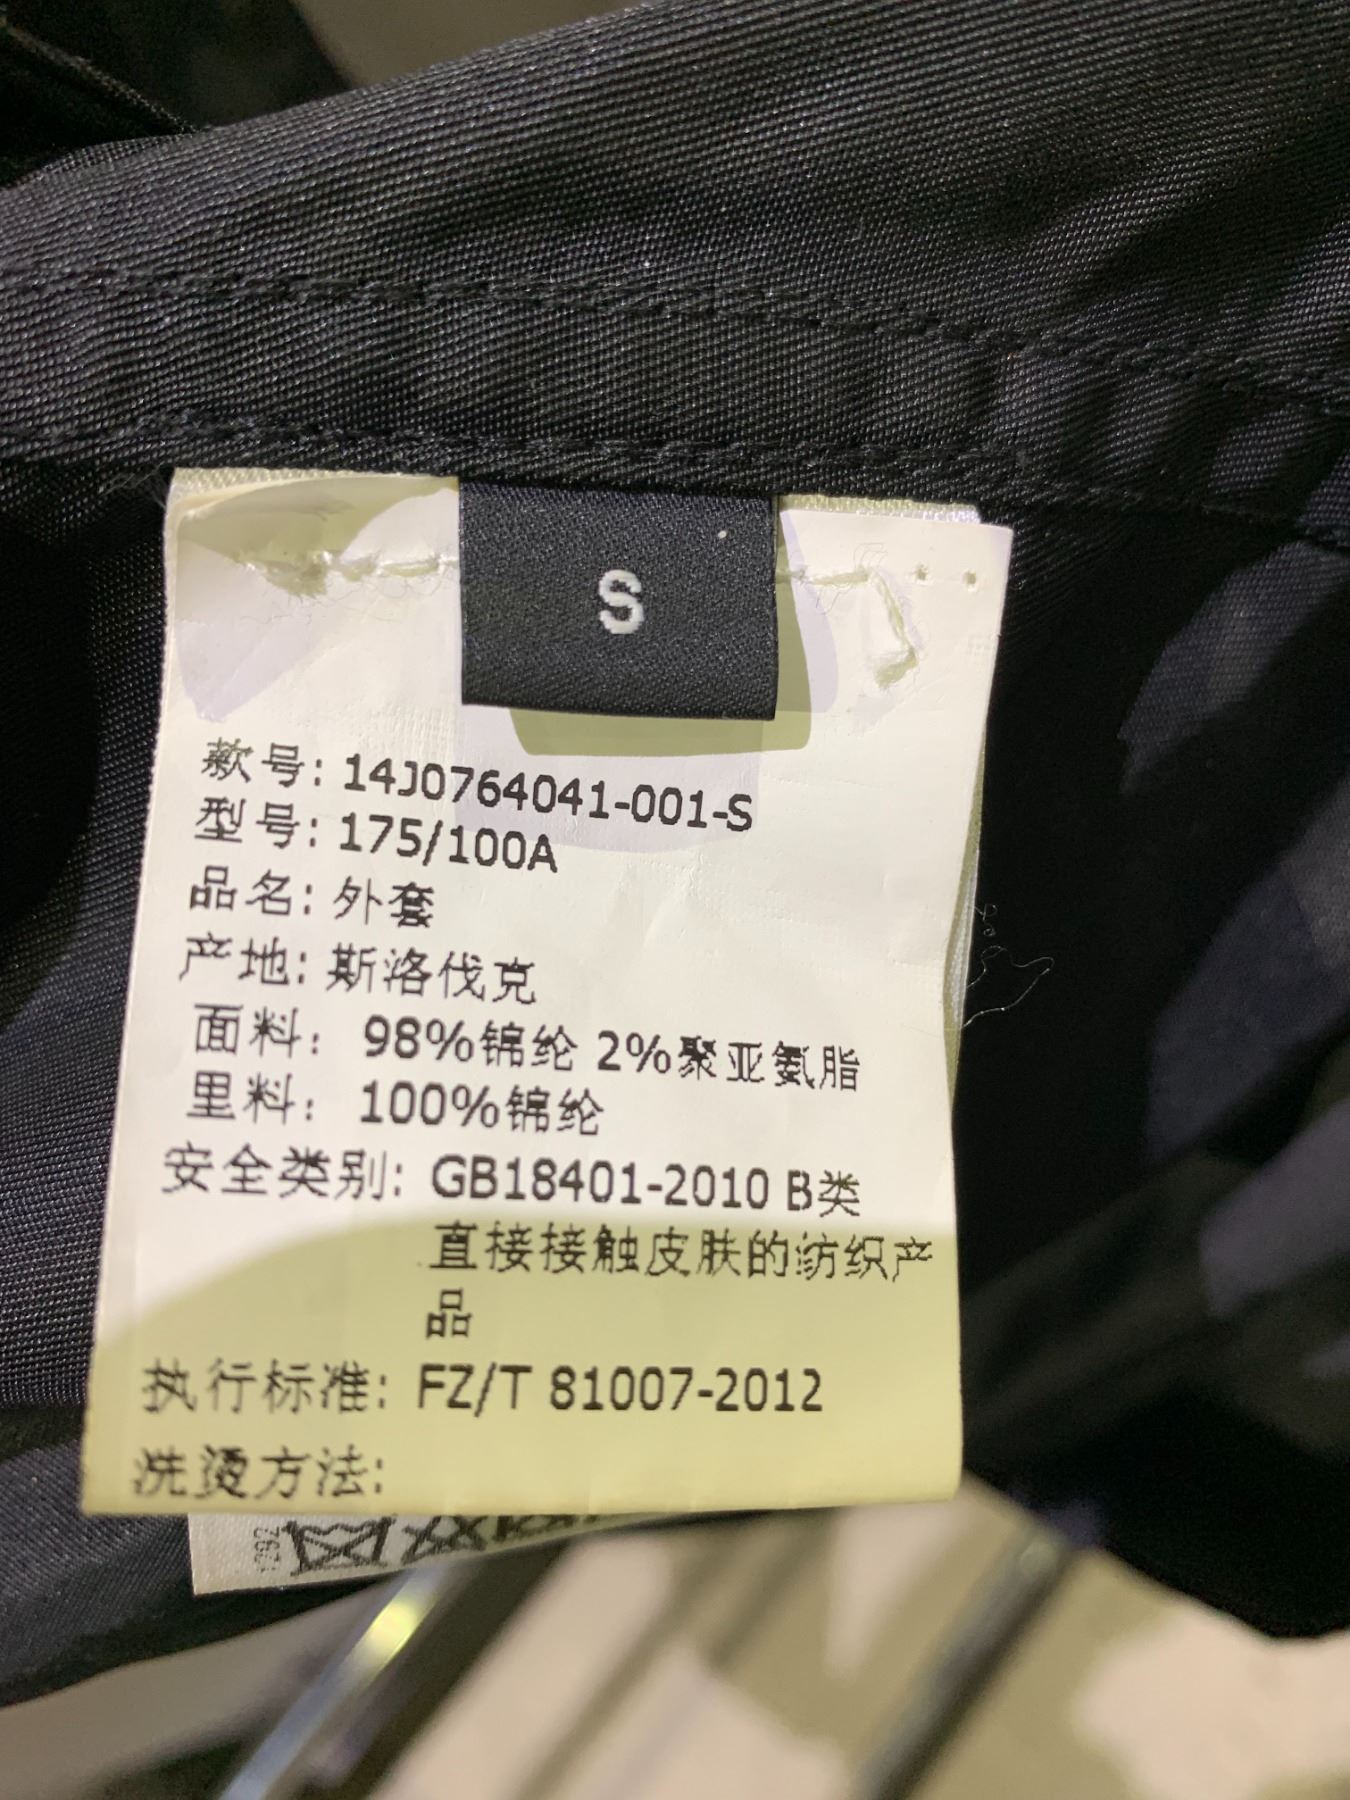 S
款号: 14J0764041-001-S
型号: 175/100A
品名: 外套
产地: 斯洛伐克
面料: 98%锦纶 2%聚亚氨脂
里料: 100%锦纶
安全类别: GB18401-2010 B类
直接接触皮肤的纺织产
品
执行标准: FZ/T 81007-2012
洗烫方法: